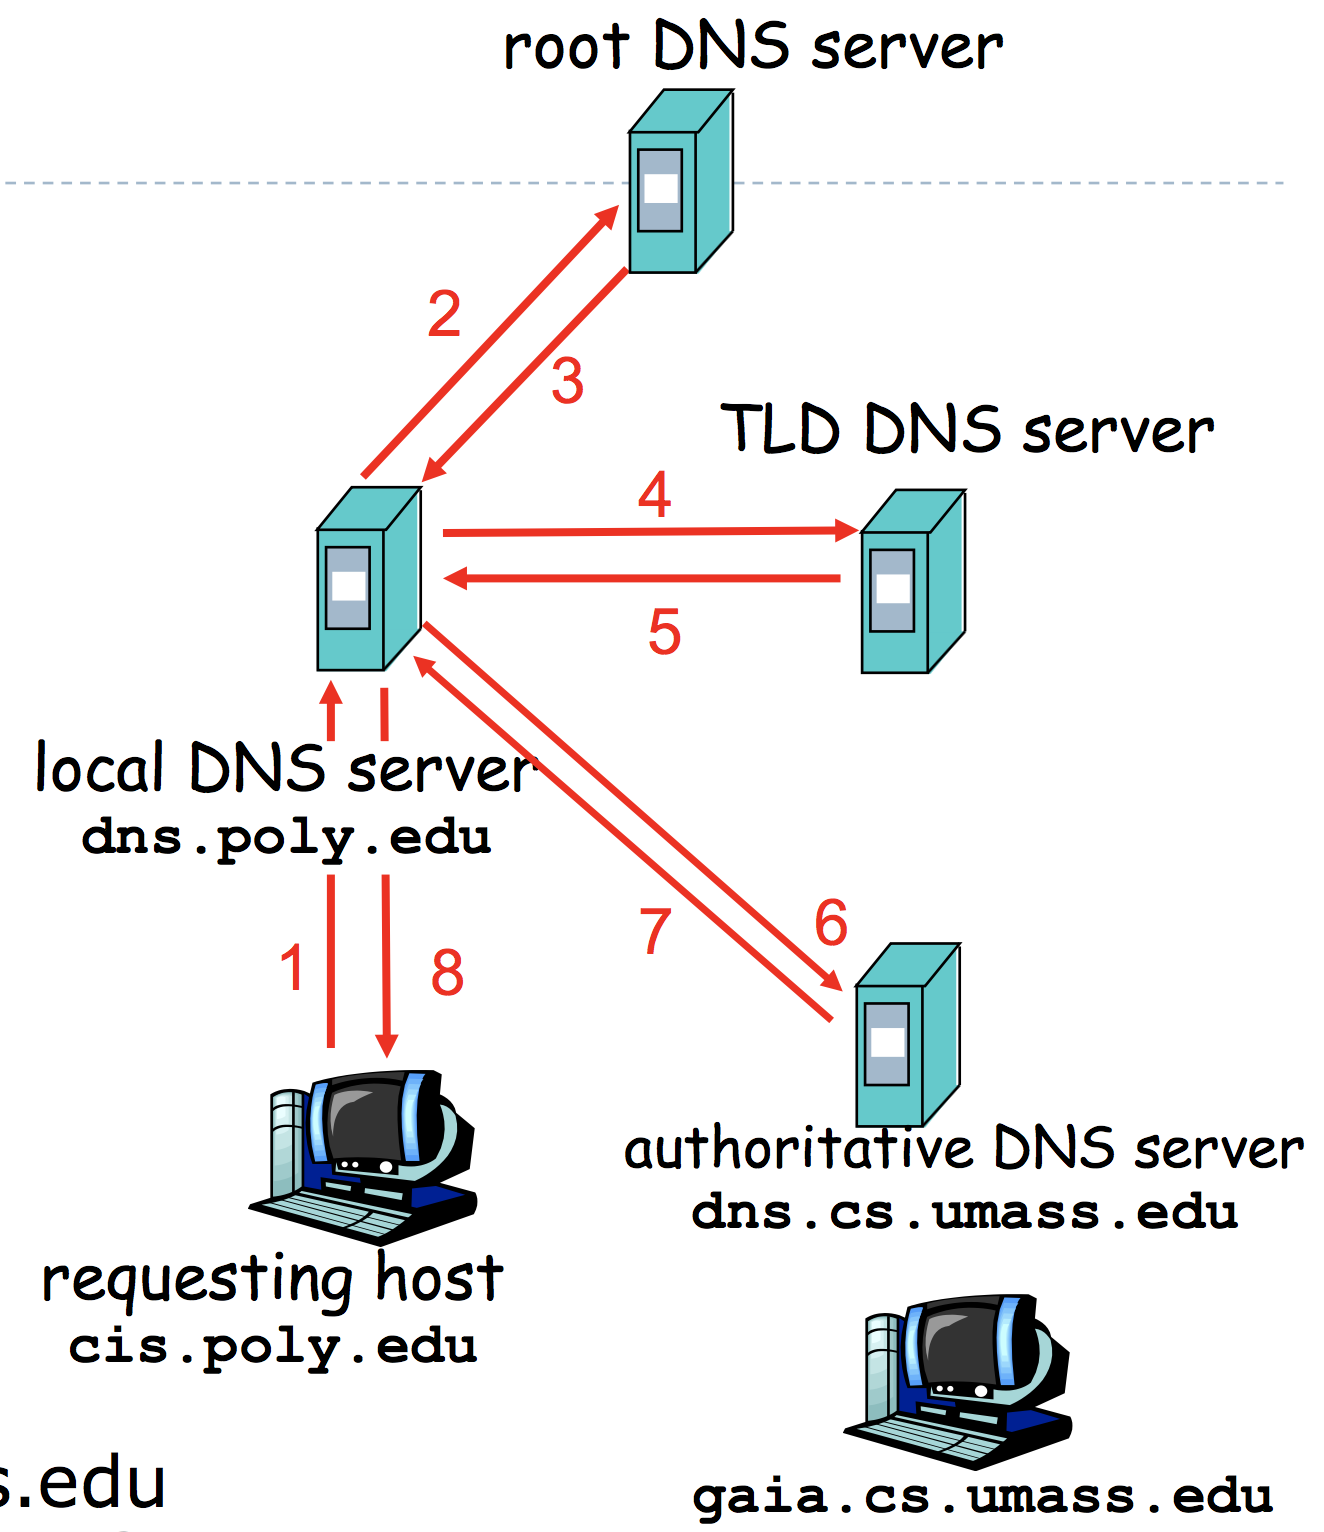 root DNS server
2
3
TLD DNS server
4
5
local DNS server
dns.poly.edu
6
7
1
8
authoritative DNS server
dns.cs.umass.edu
requesting host
cis.poly.edu
s.edu
gaia.cs.umass.edu